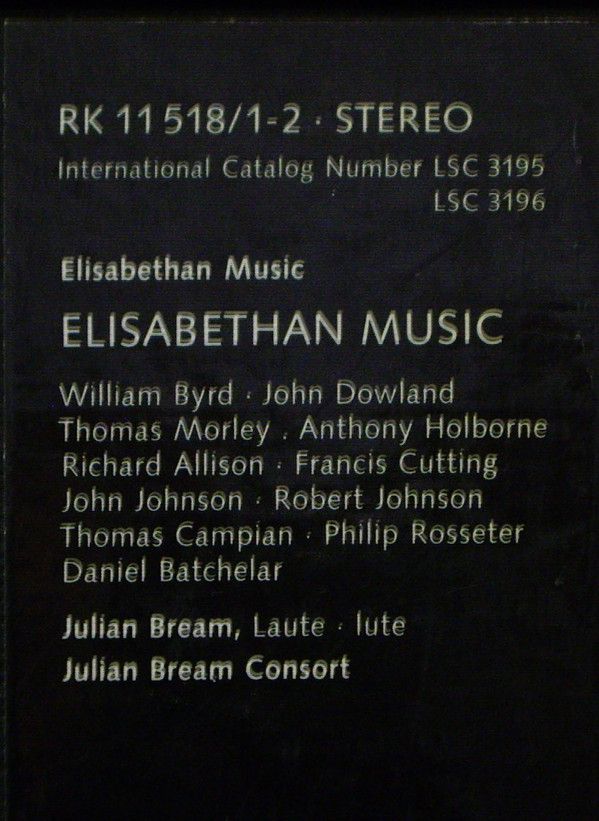 RK 11 518/1-2 · STEREO
International Catalog Number LSC 3195
LSC 3196
Elisabethan Music
ELISABETHAN MUSIC
William Byrd · John Dowland
Thomas Morley . Anthony Holborne
Richard Allison · Francis Cutting
John Johnson · Robert Johnson
Thomas Campian · Philip Rosseter
Daniel Batchelar
Julian Bream, Laute · lute
Julian Bream Consort